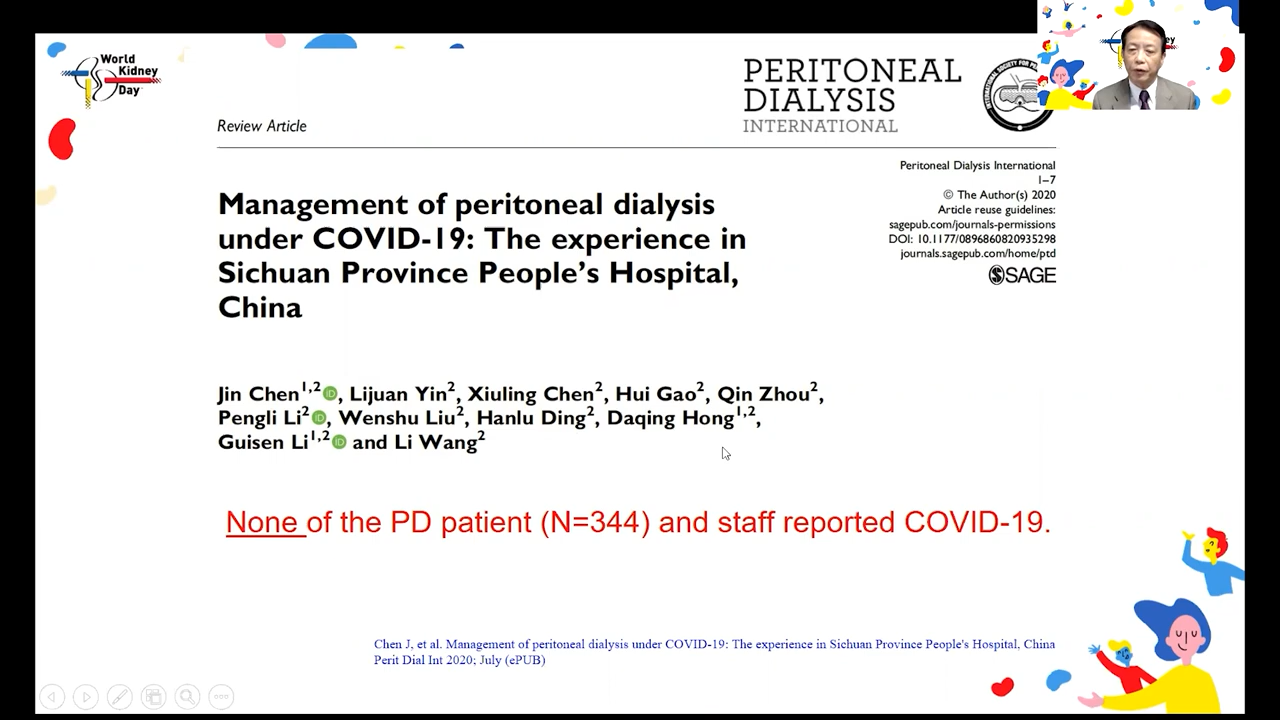 World
Kidney
Day
Review Article
PERITONEAL
DIALYSIS
INTERNATIONAL
Peritoneal Dialysis International
1–7
© The Author(s) 2020
Article reuse guidelines:
sagepub.com/journals-permissions
DOI: 10.1177/0896860820935298
journals.sagepub.com/home/ptd
SAGE
Management of peritoneal dialysis
under COVID-19: The experience in
Sichuan Province People's Hospital,
China
Jin Chen1,2 iD, Lijuan Yin2, Xiuling Chen2, Hui Gao2, Qin Zhou2,
Pengli Li2 iD, Wenshu Liu2, Hanlu Ding2, Daqing Hong1,2,
Guisen Li1,2 iD and Li Wang2
None of the PD patient (N=344) and staff reported COVID-19.
Chen J, et al. Management of peritoneal dialysis under COVID-19: The experience in Sichuan Province People's Hospital, China
Perit Dial Int 2020; July (ePUB)